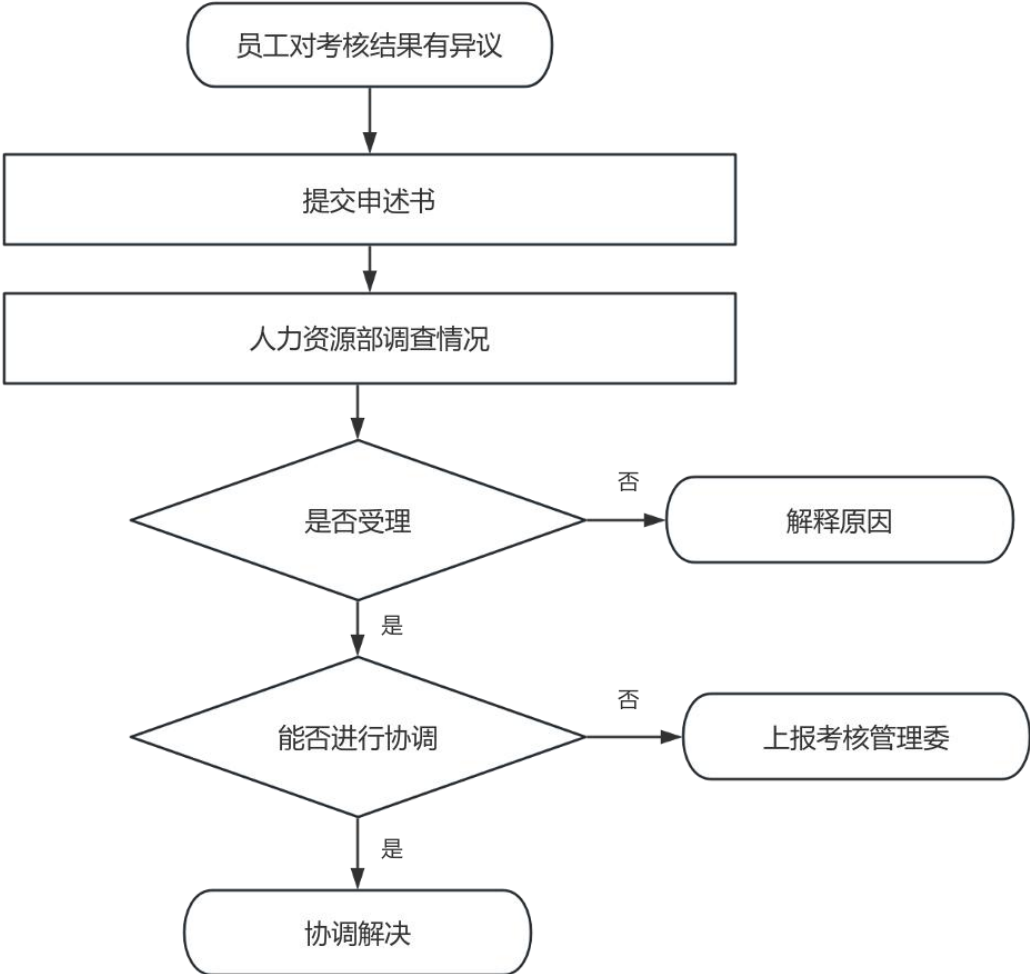 员工对考核结果有异议
提交申述书
人力资源部调查情况
是否受理
否
解释原因
是
能否进行协调
否
上报考核管理委
是
协调解决